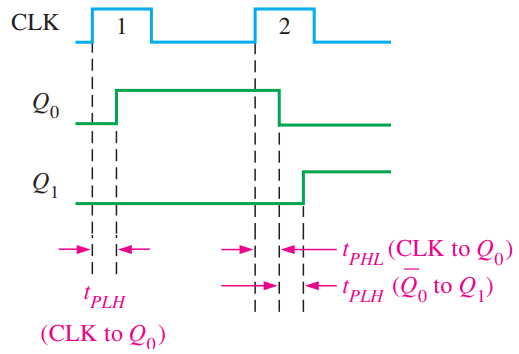 CLK 1 2
Q0
Q1
tPHL (CLK to Q0)
tPLH (Q̅0 to Q1)
tPLH
(CLK to Q0)